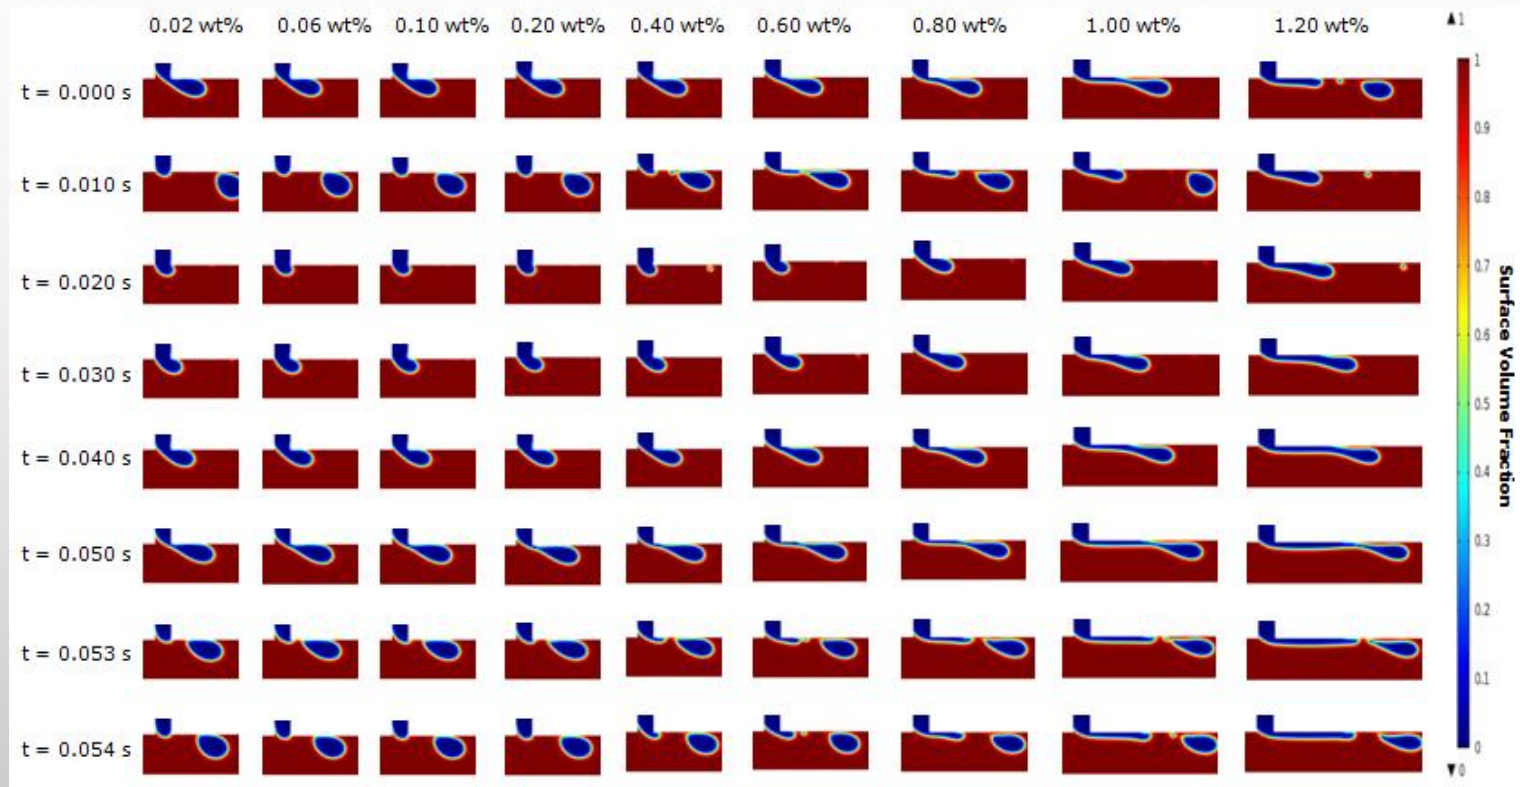 0.02 wt% 0.06 wt% 0.10 wt% 0.20 wt% 0.40 wt% 0.60 wt% 0.80 wt% 1.00 wt% 1.20 wt%
t = 0.000 s
t = 0.010 s
t = 0.020 s
t = 0.030 s
t = 0.040 s
t = 0.050 s
t = 0.053 s
t = 0.054 s
▲1
1
0.9
0.8
0.7
0.6
0.5
0.4
0.3
0.2
0.1
0
▼0
Surface Volume Fraction